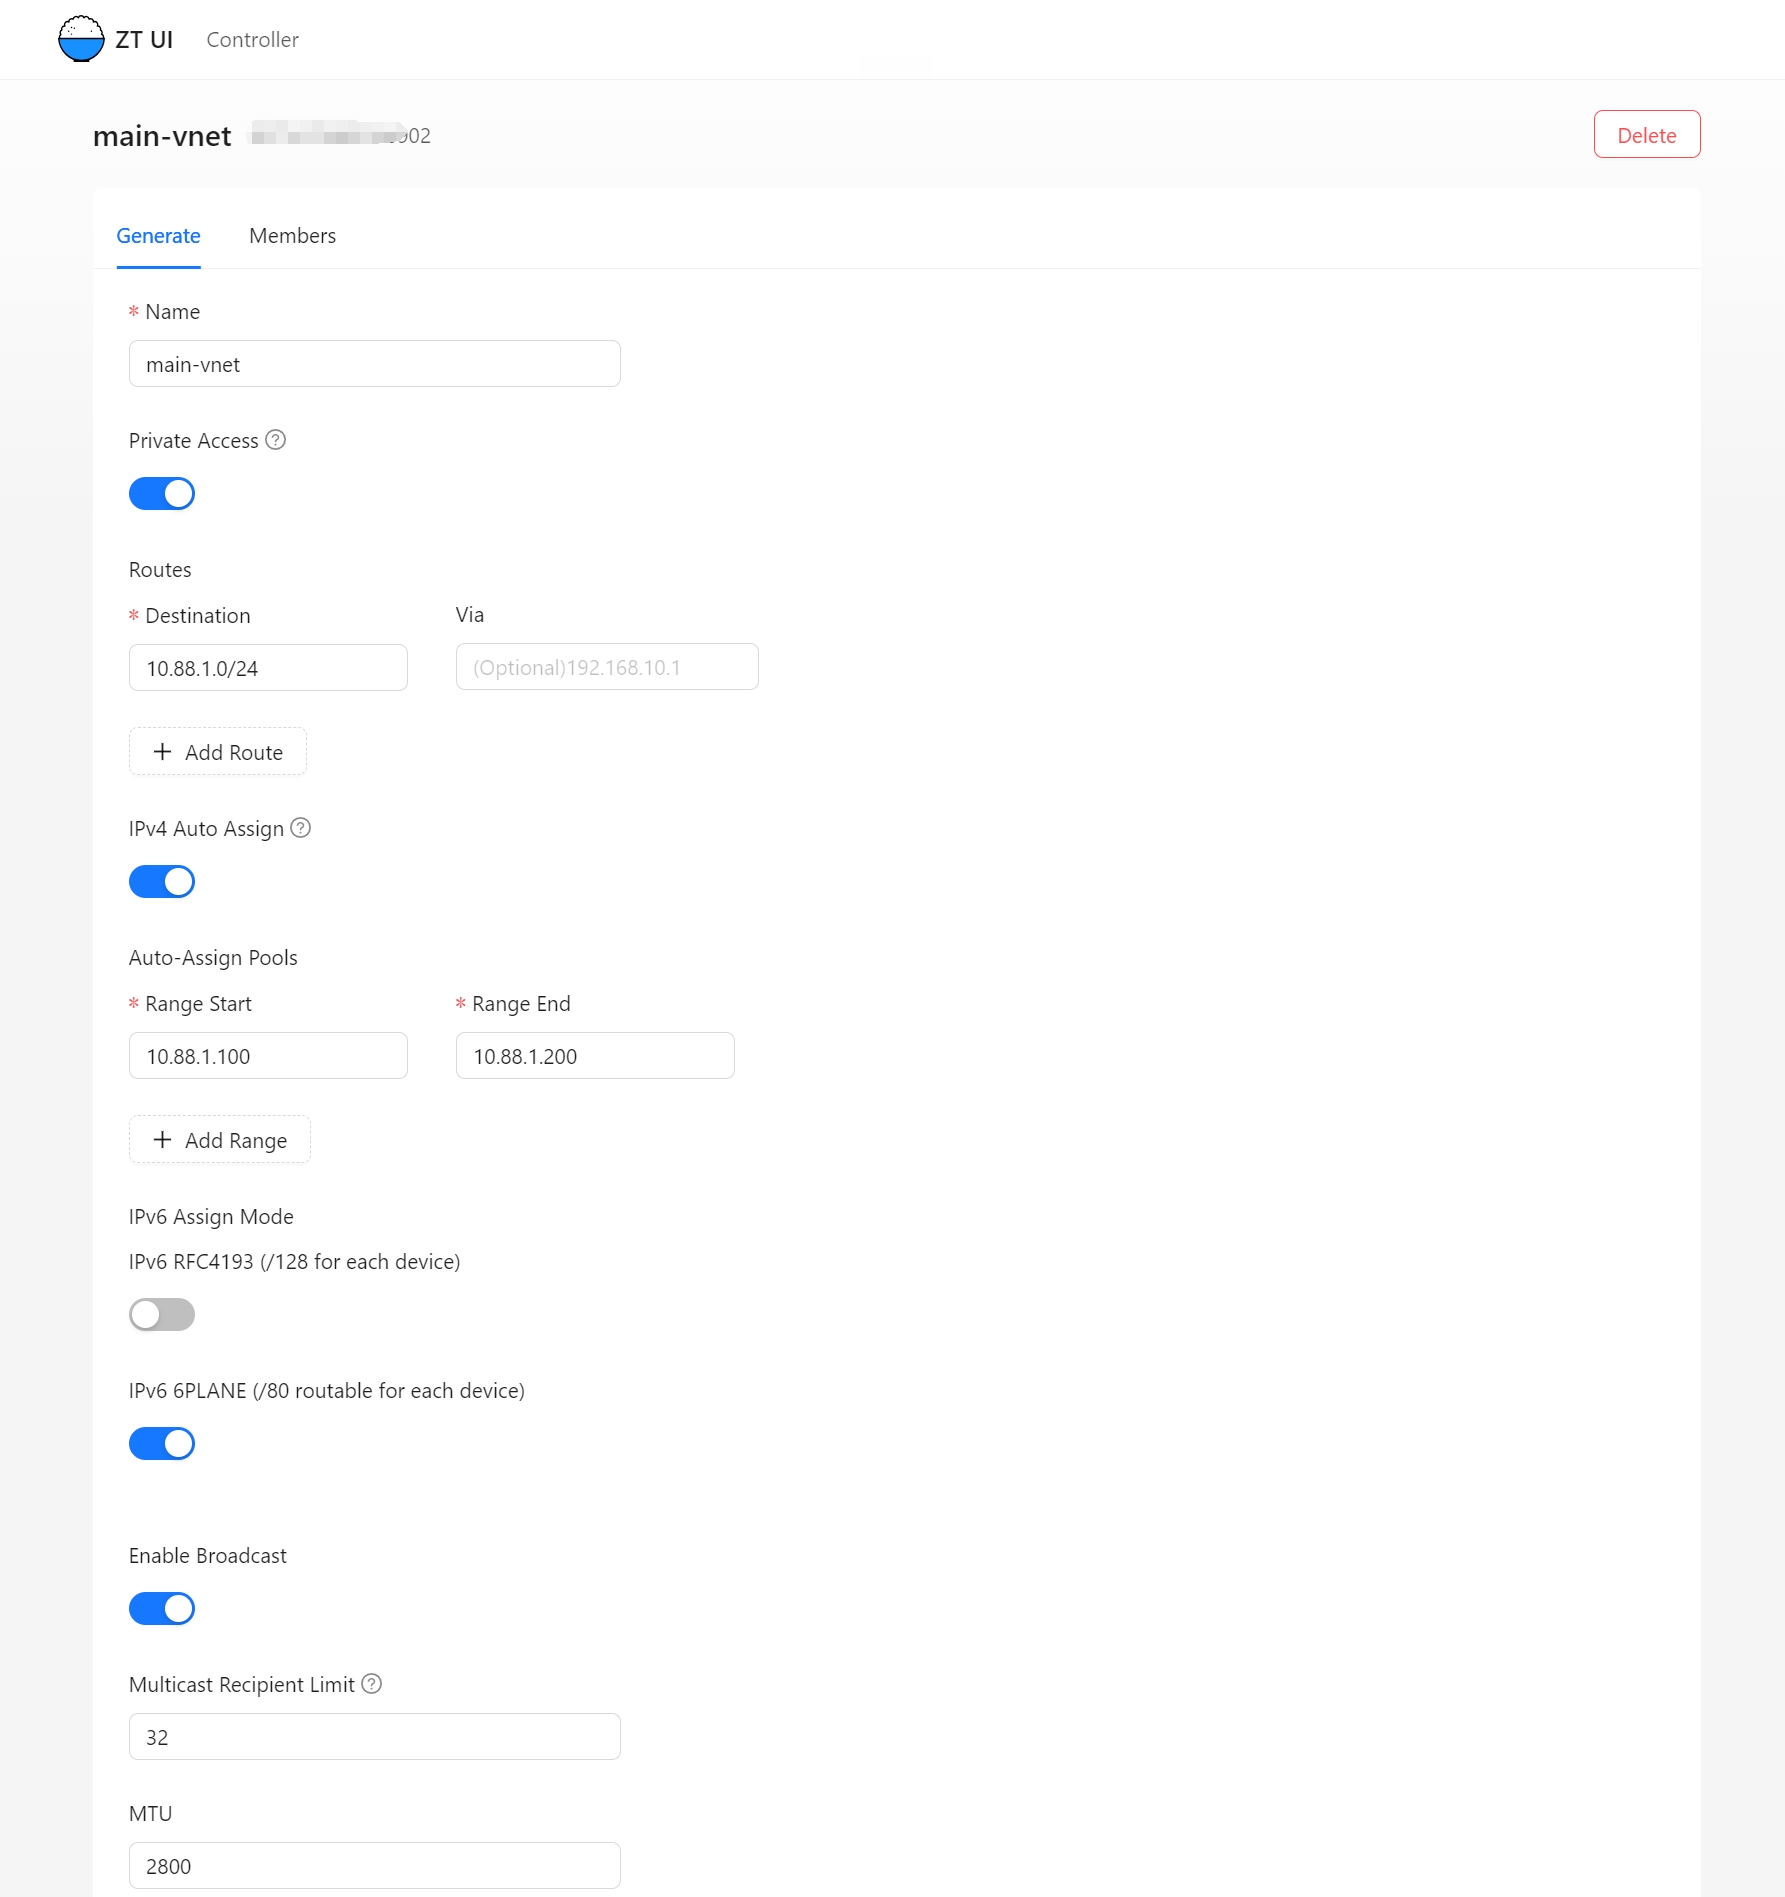 ZT UI Controller
main-vnet 902 Delete
Generate Members
* Name
main-vnet
Private Access ?
Routes
* Destination Via
10.88.1.0/24 (Optional)192.168.10.1
+ Add Route
IPv4 Auto Assign ?
Auto-Assign Pools
* Range Start * Range End
10.88.1.100 10.88.1.200
+ Add Range
IPv6 Assign Mode
IPv6 RFC4193 (/128 for each device)
IPv6 6PLANE (/80 routable for each device)
Enable Broadcast
Multicast Recipient Limit ?
32
MTU
2800